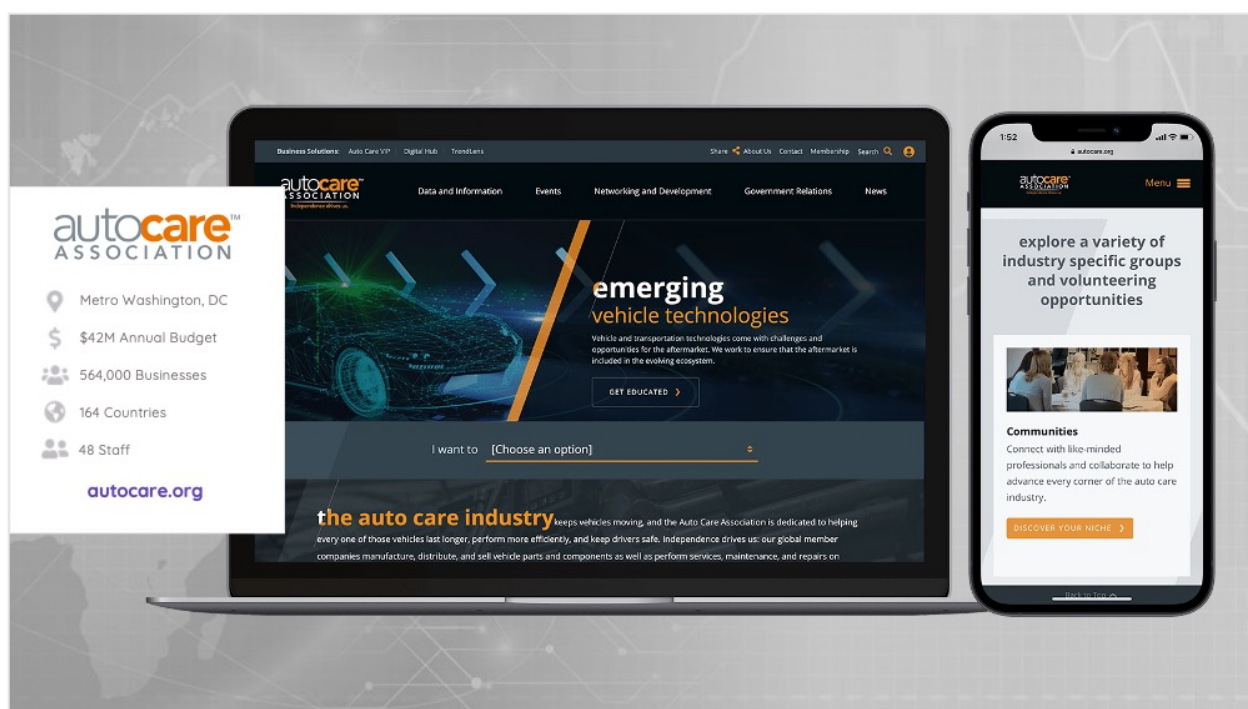 autocare™
ASSOCIATION
Metro Washington, DC
$42M Annual Budget
564,000 Businesses
164 Countries
48 Staff
autocare.org
Business Solutions: Auto Care VIP Digital Hub TrendLens
Share About Us Contact Membership Search
autocare™
ASSOCIATION
Independence drives us.
Data and Information Events Networking and Development Government Relations News
emerging
vehicle technologies
Vehicle and transportation technologies come with challenges and
opportunities for the aftermarket. We work to ensure that the aftermarket is
included in the evolving ecosystem.
GET EDUCATED
I want to [Choose an option]
the auto care industry keeps vehicles moving, and the Auto Care Association is dedicated to helping
every one of those vehicles last longer, perform more efficiently, and keep drivers safe. Independence drives us: our global member
companies manufacture, distribute, and sell vehicle parts and components as well as perform services, maintenance, and repairs on
1:52
autocare.org
autocare
ASSOCIATION
Menu
explore a variety of
industry specific groups
and volunteering
opportunities
Communities
Connect with like-minded
professionals and collaborate to help
advance every corner of the auto care
industry.
DISCOVER YOUR NICHE
Back to Top